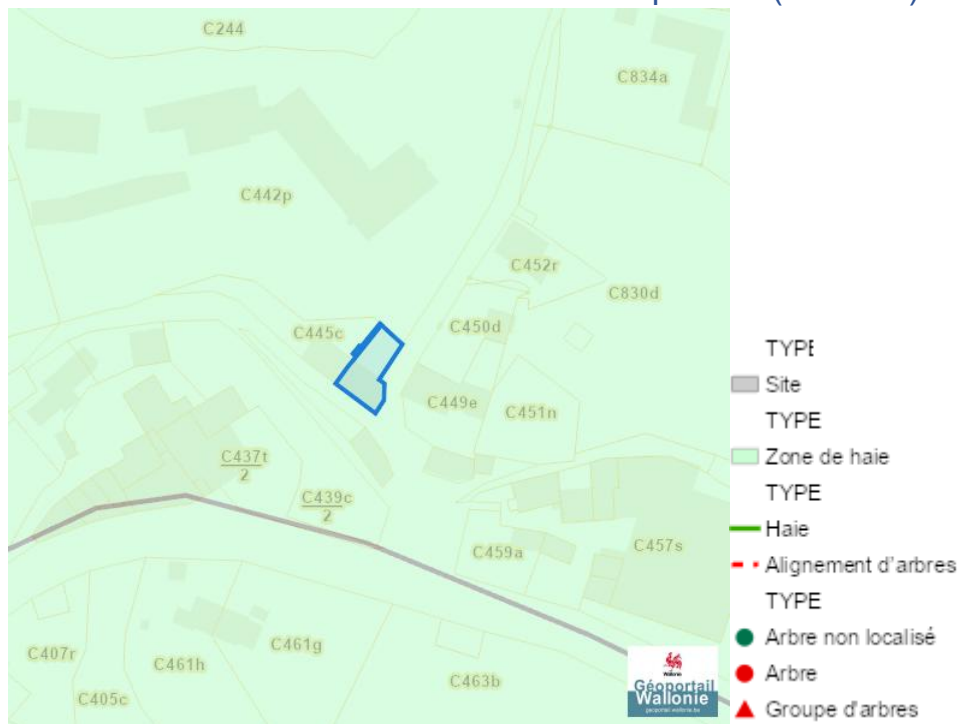 C244
C834a
C442p
C452r
C830d
C445c
C450d
C449e
C451n
C437t
2
C439c
2
C459a
C457s
C407r
C405c
C461h
C461g
C463b
Géoportail
Wallonie
TYPE
Site
TYPE
Zone de haie
TYPE
Haie
Alignement d'arbres
TYPE
Arbre non localisé
Arbre
Groupe d'arbres